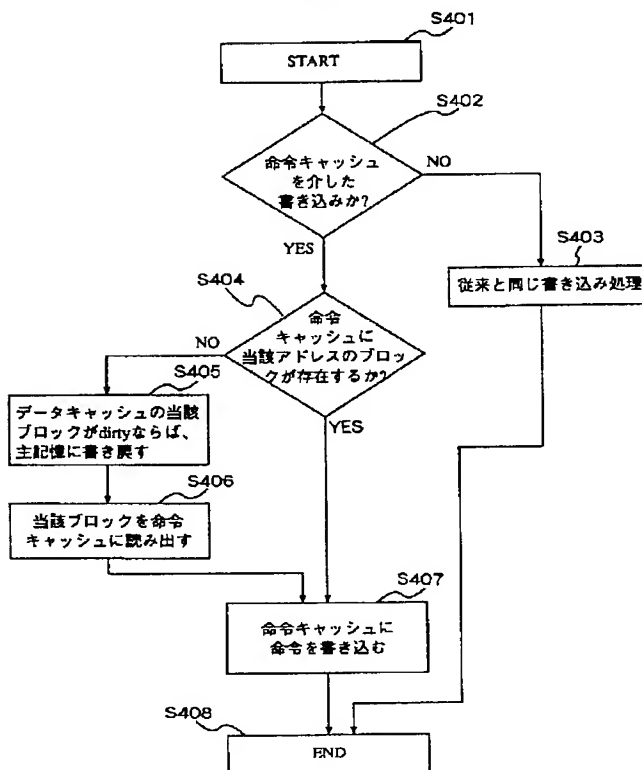 S401
START
S402
命令キャッシュ
を介した
書き込みか?
NO
YES
S403
従来と同じ書き込み処理
S404
命令
キャッシュに
当該アドレスのブロッ
クが存在するか?
NO
YES
S405
データキャッシュの当該
ブロックがdirtyならば、
主記憶に書き戻す
S406
当該ブロックを命令
キャッシュに読み出す
S407
命令キャッシュに
命令を書き込む
S408
END